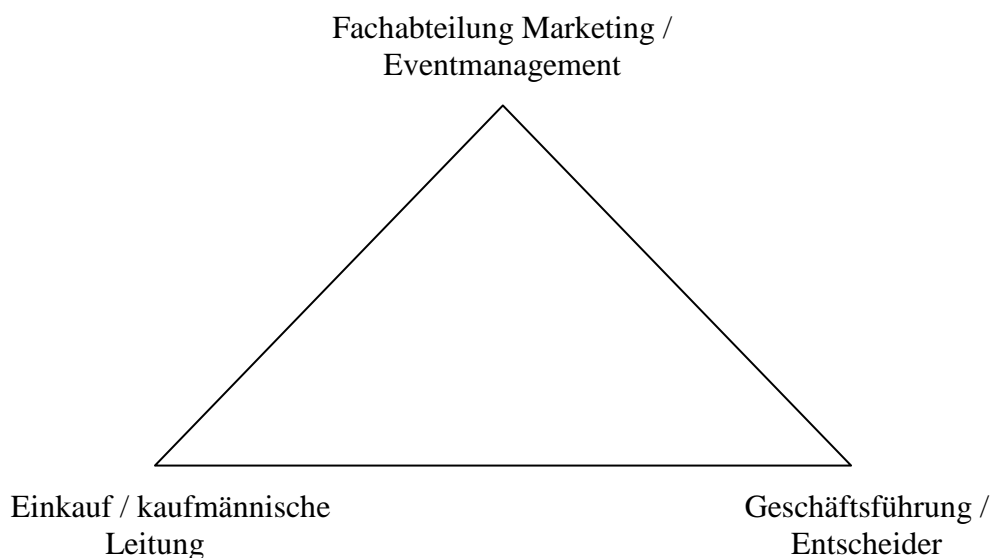 Fachabteilung Marketing /
Eventmanagement
Einkauf / kaufmännische
Leitung
Geschäftsführung /
Entscheider